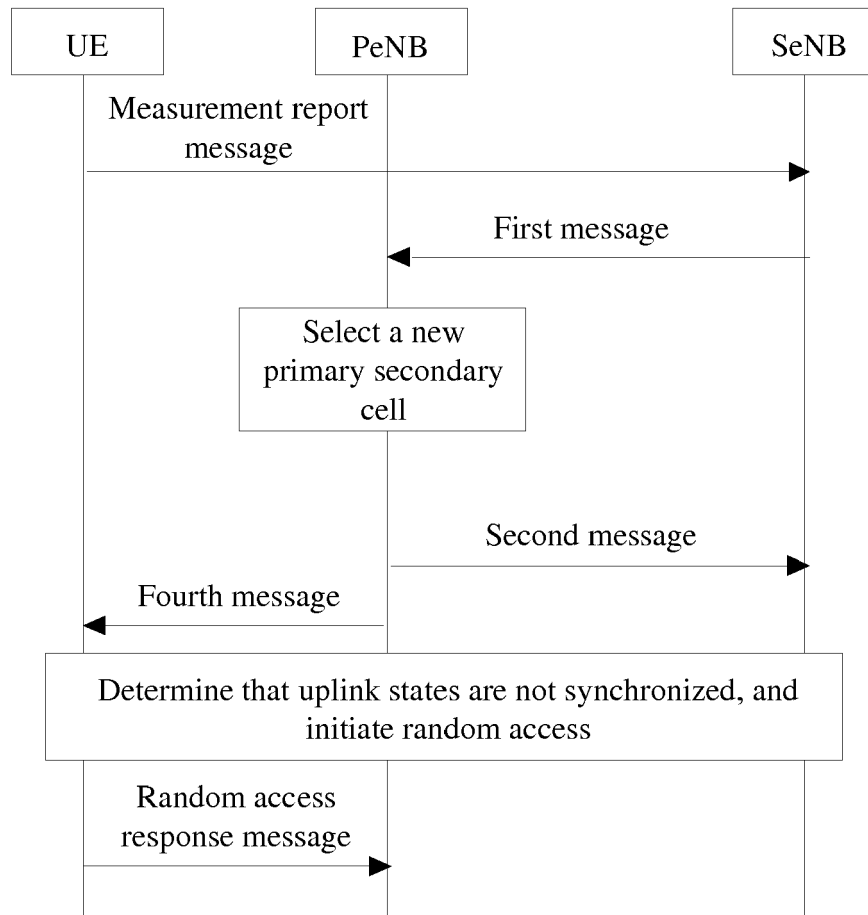 UE
PeNB
SeNB
Measurement report
message
First message
Select a new
primary secondary
cell
Second message
Fourth message
Determine that uplink states are not synchronized, and
initiate random access
Random access
response message